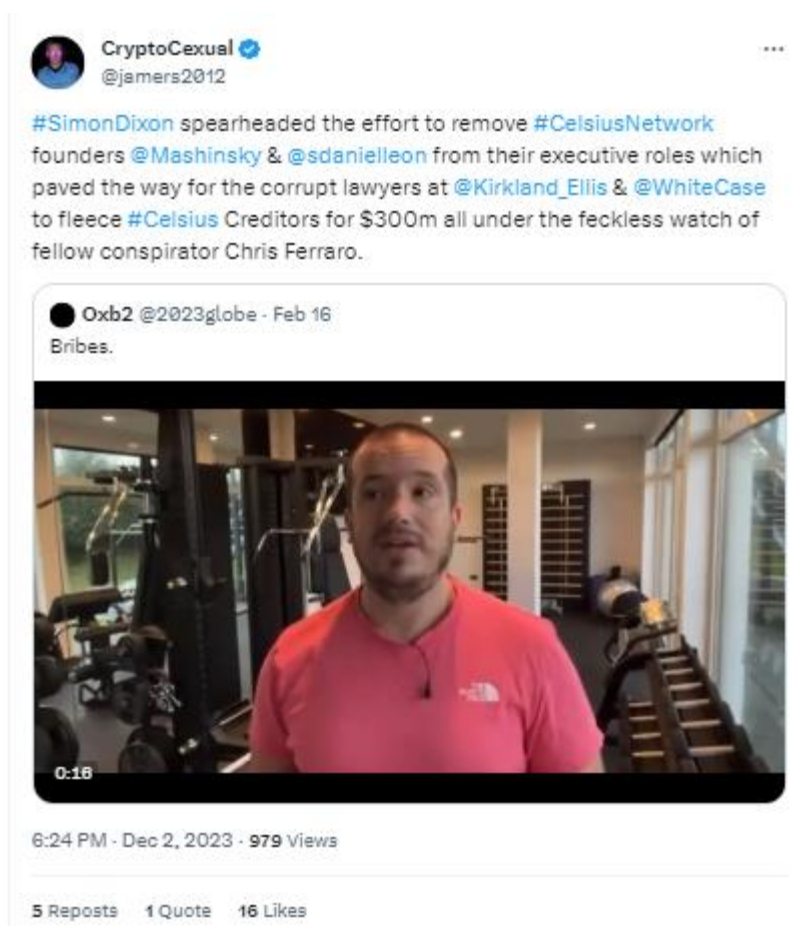 CryptoCexual
@jamers2012
#SimonDixon spearheaded the effort to remove #CelsiusNetwork
founders @Mashinsky & @sdanielleon from their executive roles which
paved the way for the corrupt lawyers at @Kirkland_Ellis & @WhiteCase
to fleece #Celsius Creditors for $300m all under the feckless watch of
fellow conspirator Chris Ferraro.
Oxb2 @2023globe · Feb 16
Bribes.
0:16
6:24 PM · Dec 2, 2023 · 979 Views
5 Reposts 1 Quote 16 Likes